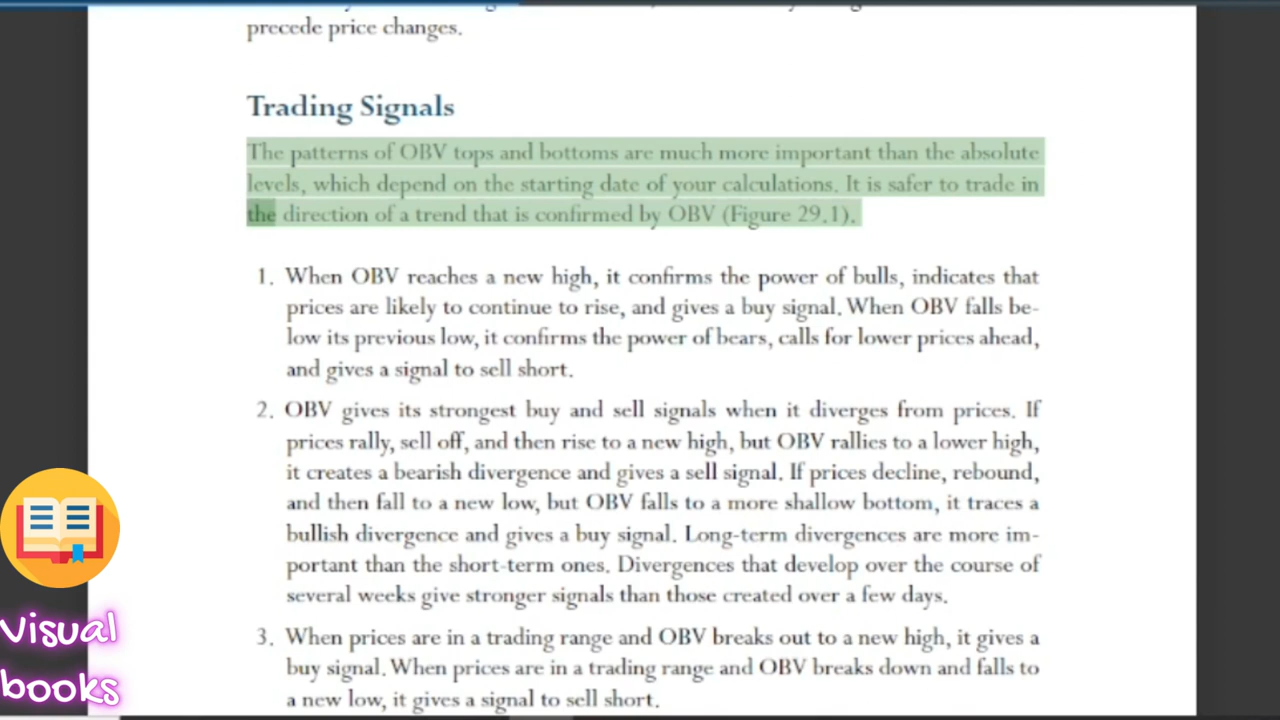 precede price changes.
Trading Signals
The patterns of OBV tops and bottoms are much more important than the absolute
levels, which depend on the starting date of your calculations. It is safer to trade in
the direction of a trend that is confirmed by OBV (Figure 29.1).
1. When OBV reaches a new high, it confirms the power of bulls, indicates that
prices are likely to continue to rise, and gives a buy signal. When OBV falls be-
low its previous low, it confirms the power of bears, calls for lower prices ahead,
and gives a signal to sell short.
2. OBV gives its strongest buy and sell signals when it diverges from prices. If
prices rally, sell off, and then rise to a new high, but OBV rallies to a lower high,
it creates a bearish divergence and gives a sell signal. If prices decline, rebound,
and then fall to a new low, but OBV falls to a more shallow bottom, it traces a
bullish divergence and gives a buy signal. Long-term divergences are more im-
portant than the short-term ones. Divergences that develop over the course of
several weeks give stronger signals than those created over a few days.
3. When prices are in a trading range and OBV breaks out to a new high, it gives a
buy signal. When prices are in a trading range and OBV breaks down and falls to
a new low, it gives a signal to sell short.
Visual
books